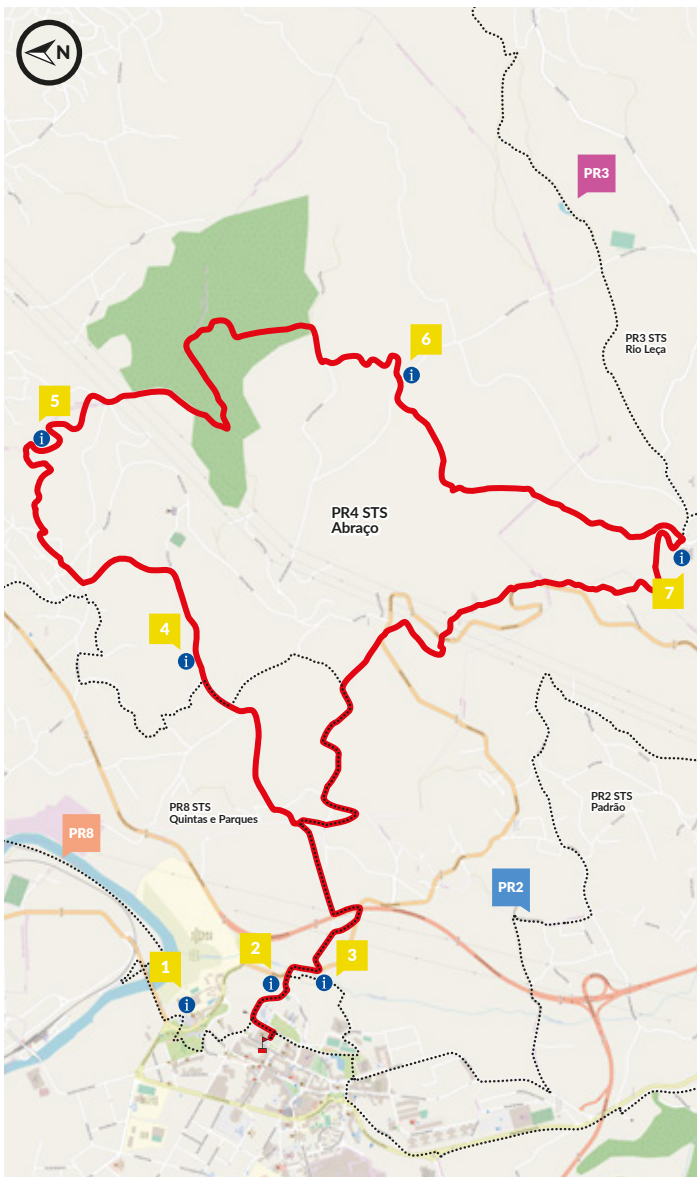 N
PR3
PR3 STS
Rio Leça
6
5
PR4 STS
Abraço
7
4
PR8 STS
Quintas e Parques
PR2 STS
Padrão
PR8
PR2
1
2
3
i
i
i
i
i
i
i